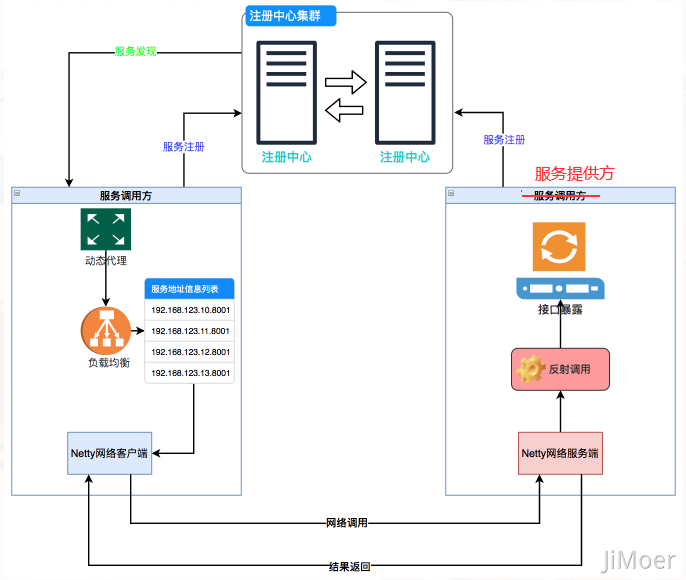 注册中心集群
注册中心
注册中心
服务发现
服务注册
服务注册
服务调用方
动态代理
服务地址信息列表
192.168.123.10.8001
192.168.123.11.8001
192.168.123.12.8001
192.168.123.13.8001
负载均衡
Netty网络客户端
服务提供方
服务调用方
接口暴露
反射调用
Netty网络服务端
网络调用
结果返回
JiMoer